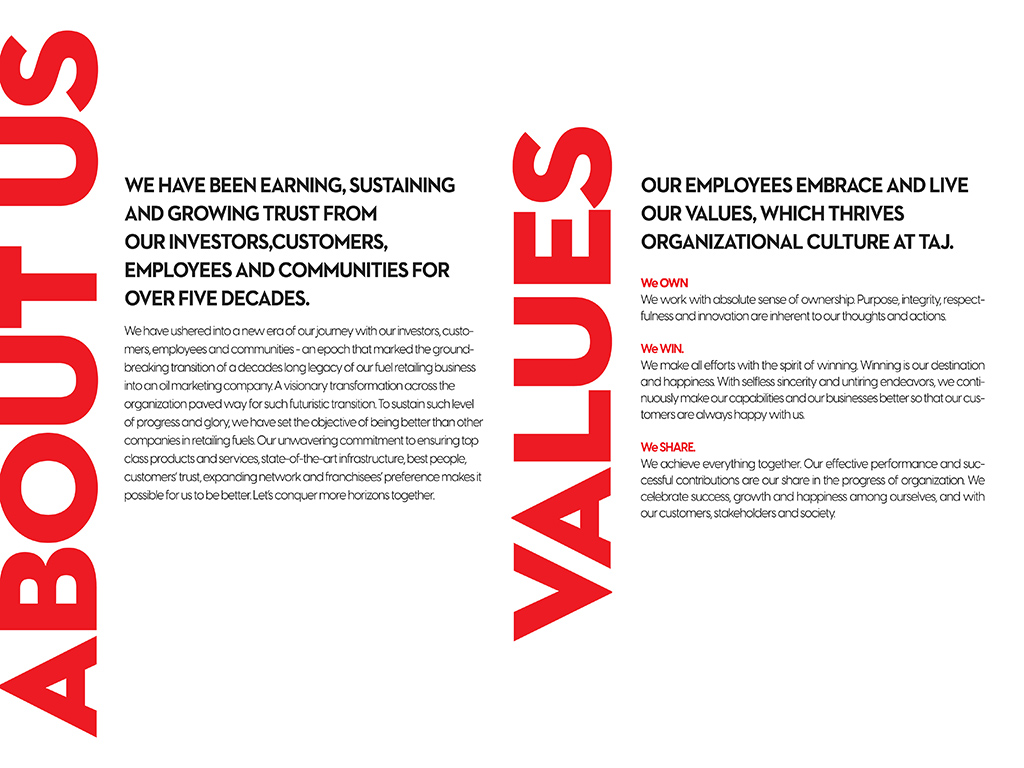 ABOUT US
WE HAVE BEEN EARNING, SUSTAINING
AND GROWING TRUST FROM
OUR INVESTORS,CUSTOMERS,
EMPLOYEES AND COMMUNITIES FOR
OVER FIVE DECADES.
We have ushered into a new era of our journey with our investors, custo-
mers, employees and communities - an epoch that marked the ground-
breaking transition of a decades long legacy of our fuel retailing business
into an oil marketing company. A visionary transformation across the
organization paved way for such futuristic transition. To sustain such level
of progress and glory, we have set the objective of being better than other
companies in retailing fuels. Our unwavering commitment to ensuring top
class products and services, state-of-the-art infrastructure, best people,
customers' trust, expanding network and franchisees' preference makes it
possible for us to be better. Let's conquer more horizons together.
VALUES
OUR EMPLOYEES EMBRACE AND LIVE
OUR VALUES, WHICH THRIVES
ORGANIZATIONAL CULTURE AT TAJ.
We OWN
We work with absolute sense of ownership. Purpose, integrity, respect-
fulness and innovation are inherent to our thoughts and actions.
We WIN.
We make all efforts with the spirit of winning. Winning is our destination
and happiness. With selfless sincerity and untiring endeavors, we conti-
nuously make our capabilities and our businesses better so that our cus-
tomers are always happy with us.
We SHARE.
We achieve everything together. Our effective performance and suc-
cessful contributions are our share in the progress of organization. We
celebrate success, growth and happiness among ourselves, and with
our customers, stakeholders and society.